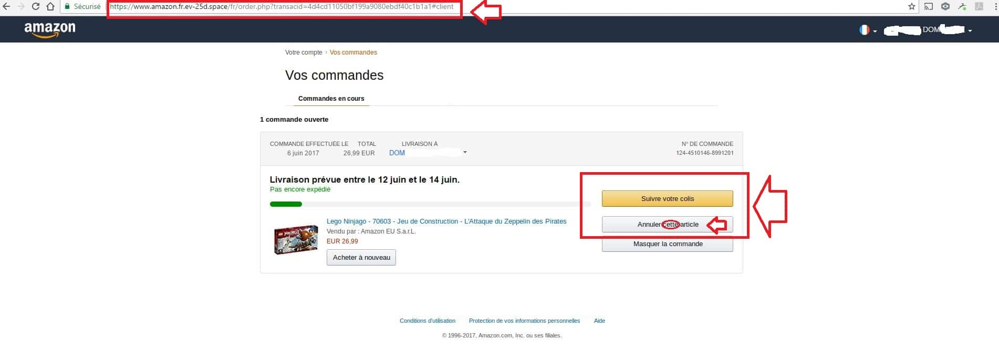 Sécurisé https://www.amazon.fr.ev-25d.space/fr/order.php?transacid=4d4cd11050bf199a9080ebdf40c1b1a1#client
amazon
DOM
Votre compte › Vos commandes
Vos commandes
Commandes en cours
1 commande ouverte
COMMANDE EFFECTUÉE LE TOTAL LIVRAISON À N° DE COMMANDE
6 juin 2017 26,99 EUR DOM 124-4510146-8991201
Livraison prévue entre le 12 juin et le 14 juin.
Pas encore expédié
Suivre votre colis
Annuler cette article
Masquer la commande
Lego Ninjago - 70603 - Jeu de Construction - L'Attaque du Zeppelin des Pirates
Vendu par : Amazon EU S.a.r.L.
EUR 26,99
NINJAGO
Acheter à nouveau
Conditions d'utilisation Protection de vos informations personnelles Aide
© 1996-2017, Amazon.com, Inc. ou ses filiales.